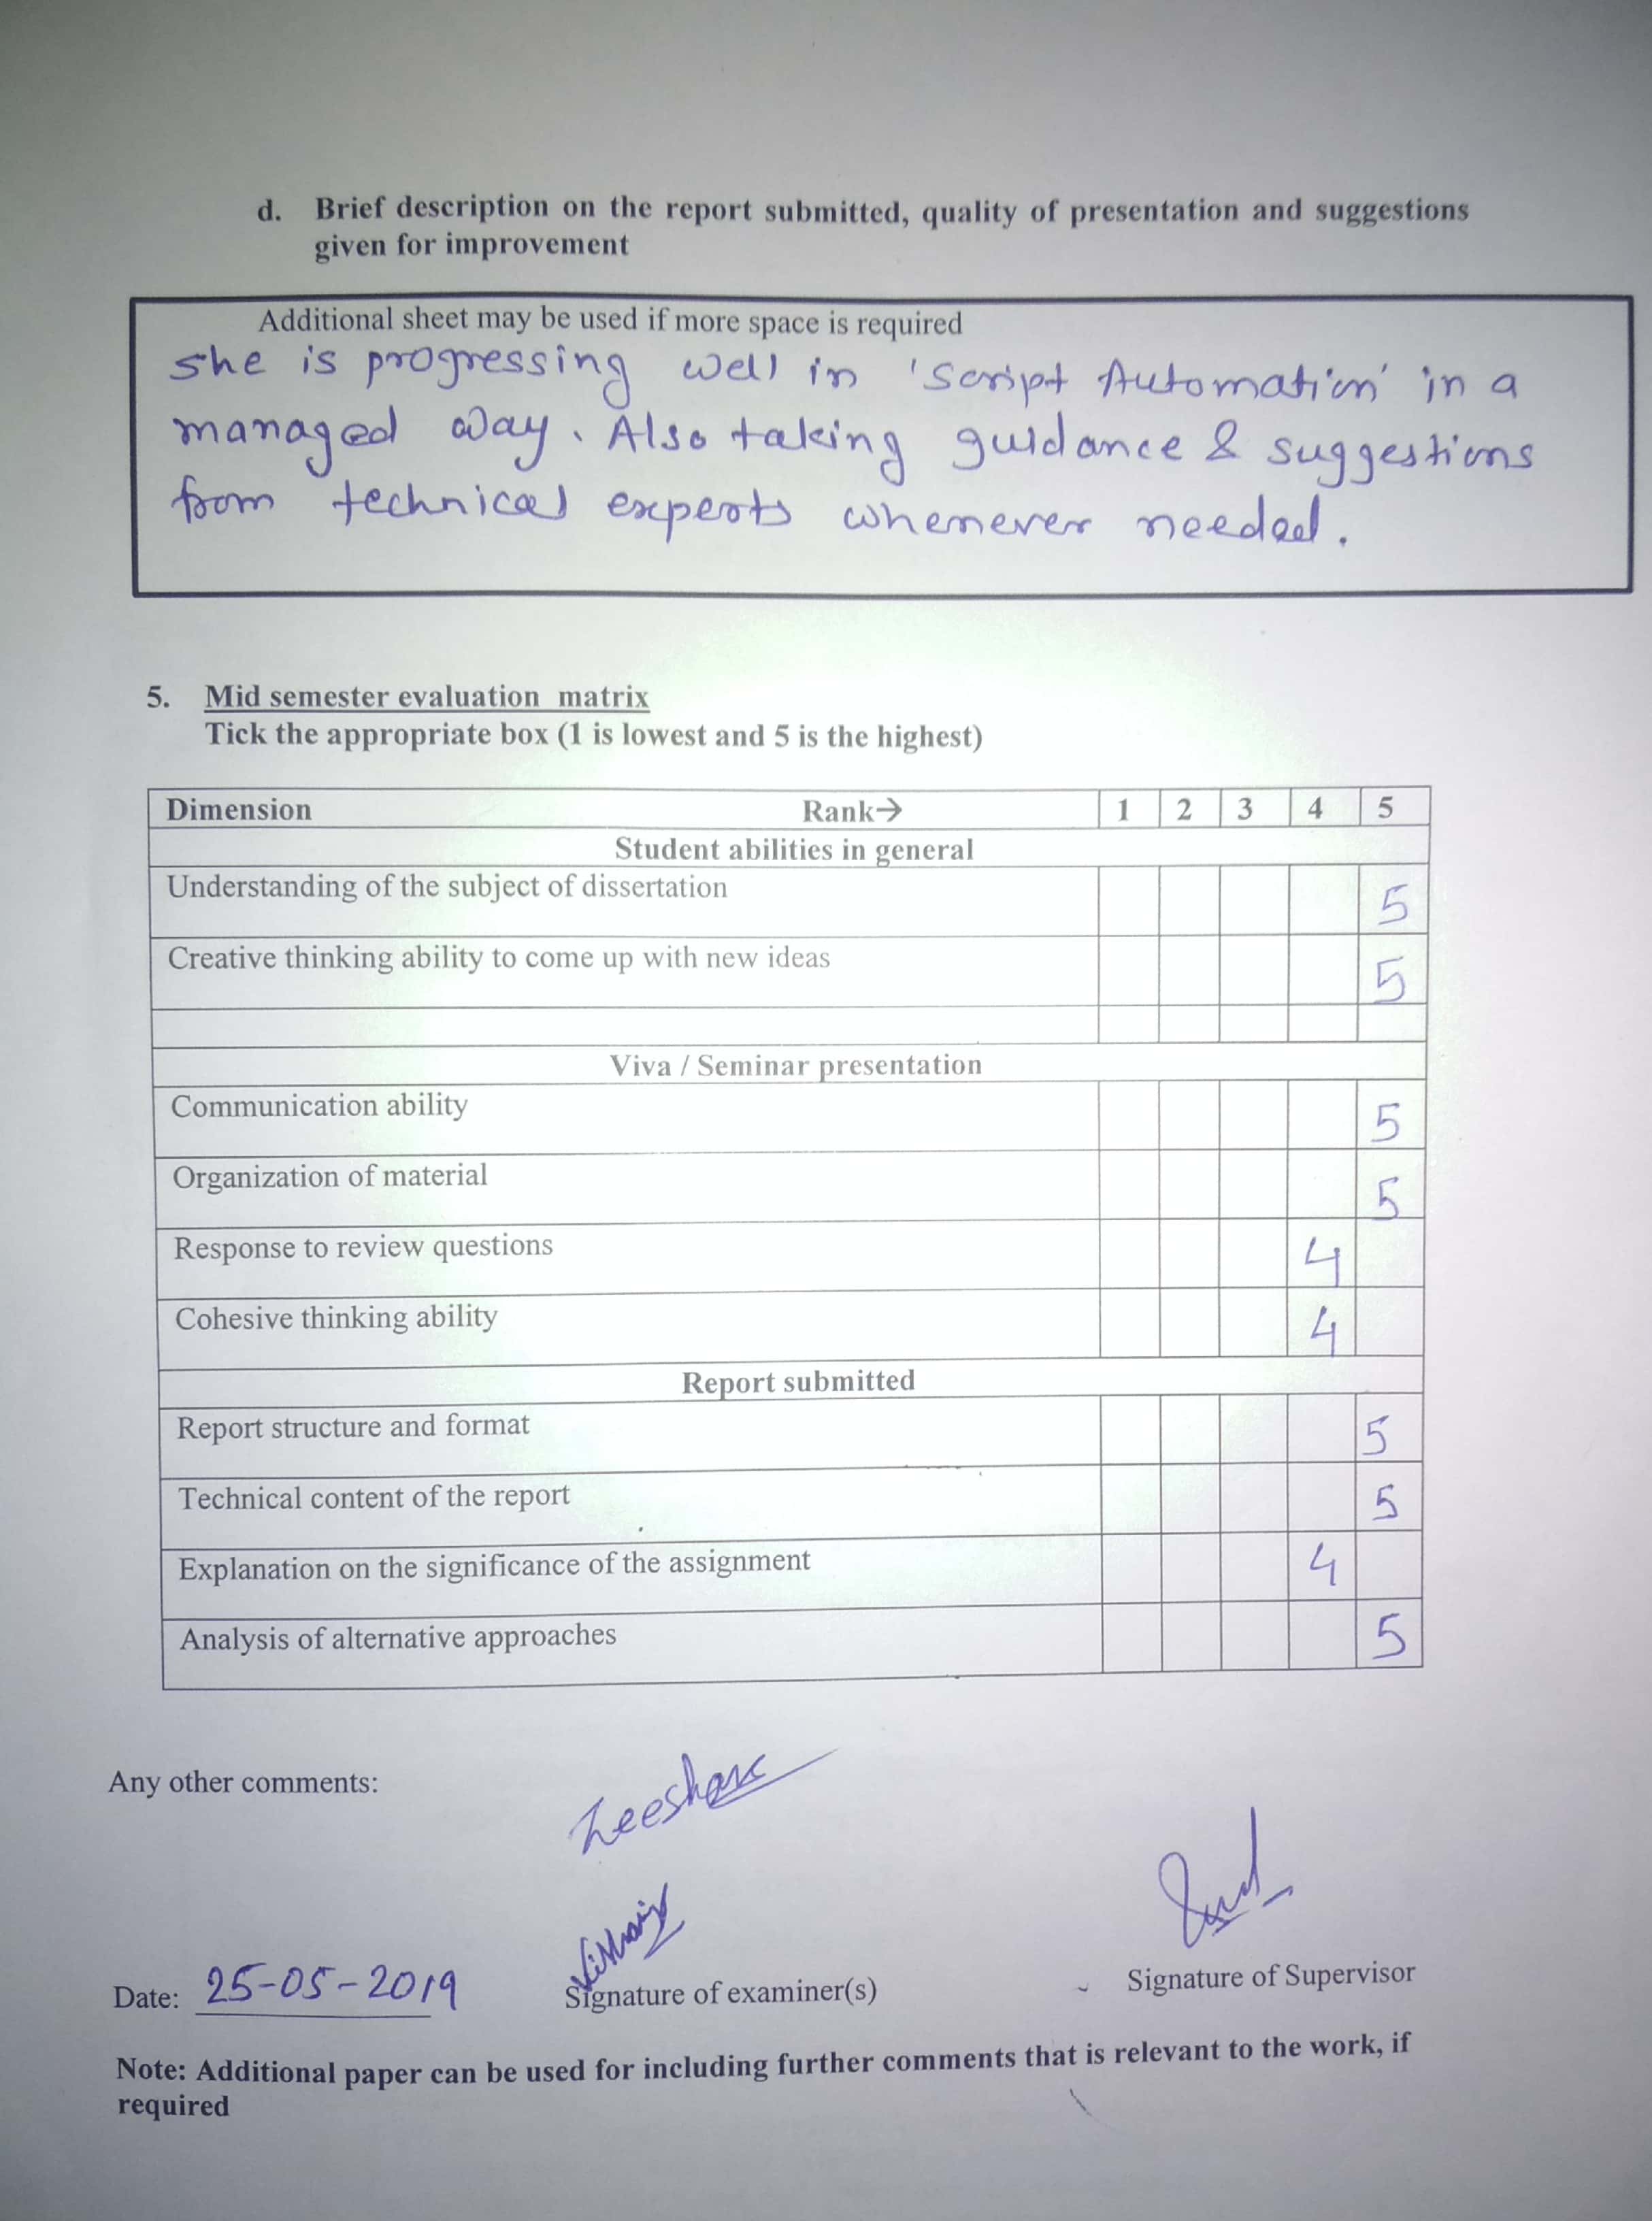 d. Brief description on the report submitted, quality of presentation and suggestions
given for improvement
Additional sheet may be used if more space is required
She is progressing well in 'Script Automation' in a
managed way. Also taking guidance & suggestions
from technical experts whenever needed.
5. Mid semester evaluation matrix
Tick the appropriate box (1 is lowest and 5 is the highest)
Dimension Rank→ 1 2 3 4 5
Student abilities in general
Understanding of the subject of dissertation 5
Creative thinking ability to come up with new ideas 5
Viva / Seminar presentation
Communication ability 5
Organization of material 5
Response to review questions 4
Cohesive thinking ability 4
Report submitted
Report structure and format 5
Technical content of the report 5
Explanation on the significance of the assignment 4
Analysis of alternative approaches 5
Any other comments:
Date: 25-05-2019 Signature of examiner(s) Signature of Supervisor
Note: Additional paper can be used for including further comments that is relevant to the work, if
required